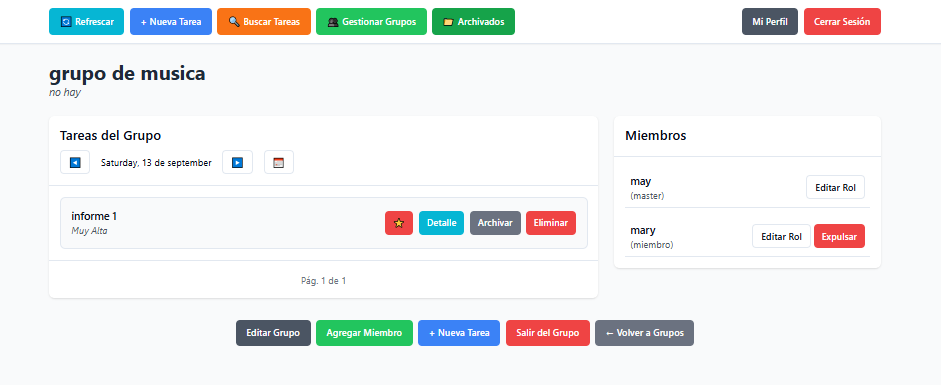 Refrescar
+ Nueva Tarea
Buscar Tareas
Gestionar Grupos
Archivados
Mi Perfil
Cerrar Sesión
grupo de musica
no hay
Tareas del Grupo
Saturday, 13 de september
informe 1
Muy Alta
Detalle
Archivar
Eliminar
Pág. 1 de 1
Miembros
may
(master)
Editar Rol
mary
(miembro)
Editar Rol
Expulsar
Editar Grupo
Agregar Miembro
+ Nueva Tarea
Salir del Grupo
← Volver a Grupos